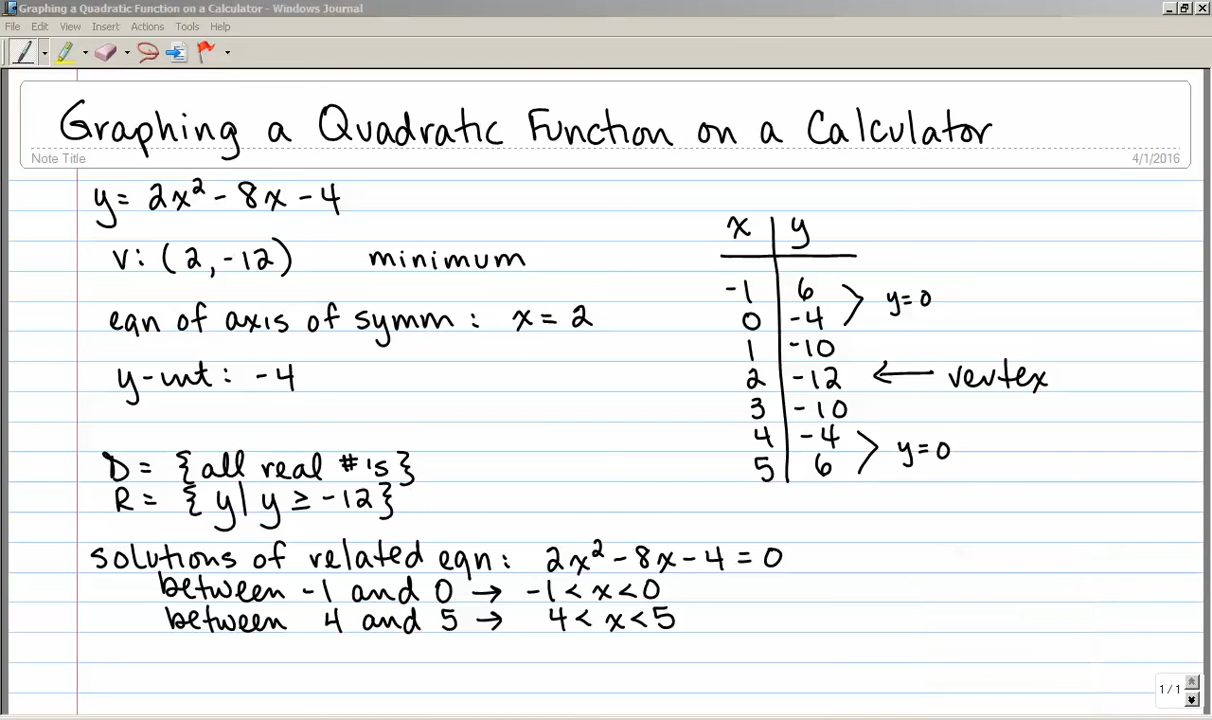 Graphing a Quadratic Function on a Calculator - Windows Journal
File Edit View Insert Actions Tools Help
Graphing a Quadratic Function on a Calculator
Note Title 4/1/2016
y = 2x² - 8x - 4
v: (2, -12) minimum
eqn of axis of symm: x = 2
y-int: -4
D = {all real #'s}
R = {y| y ≥ -12}
x | y
-1 | 6
y=0
0 | -4
1 | -10
2 | -12 ← vertex
3 | -10
4 | -4
y=0
5 | 6
solutions of related eqn: 2x² - 8x - 4 = 0
between -1 and 0 → -1 < x < 0
between 4 and 5 → 4 < x < 5
1 / 1